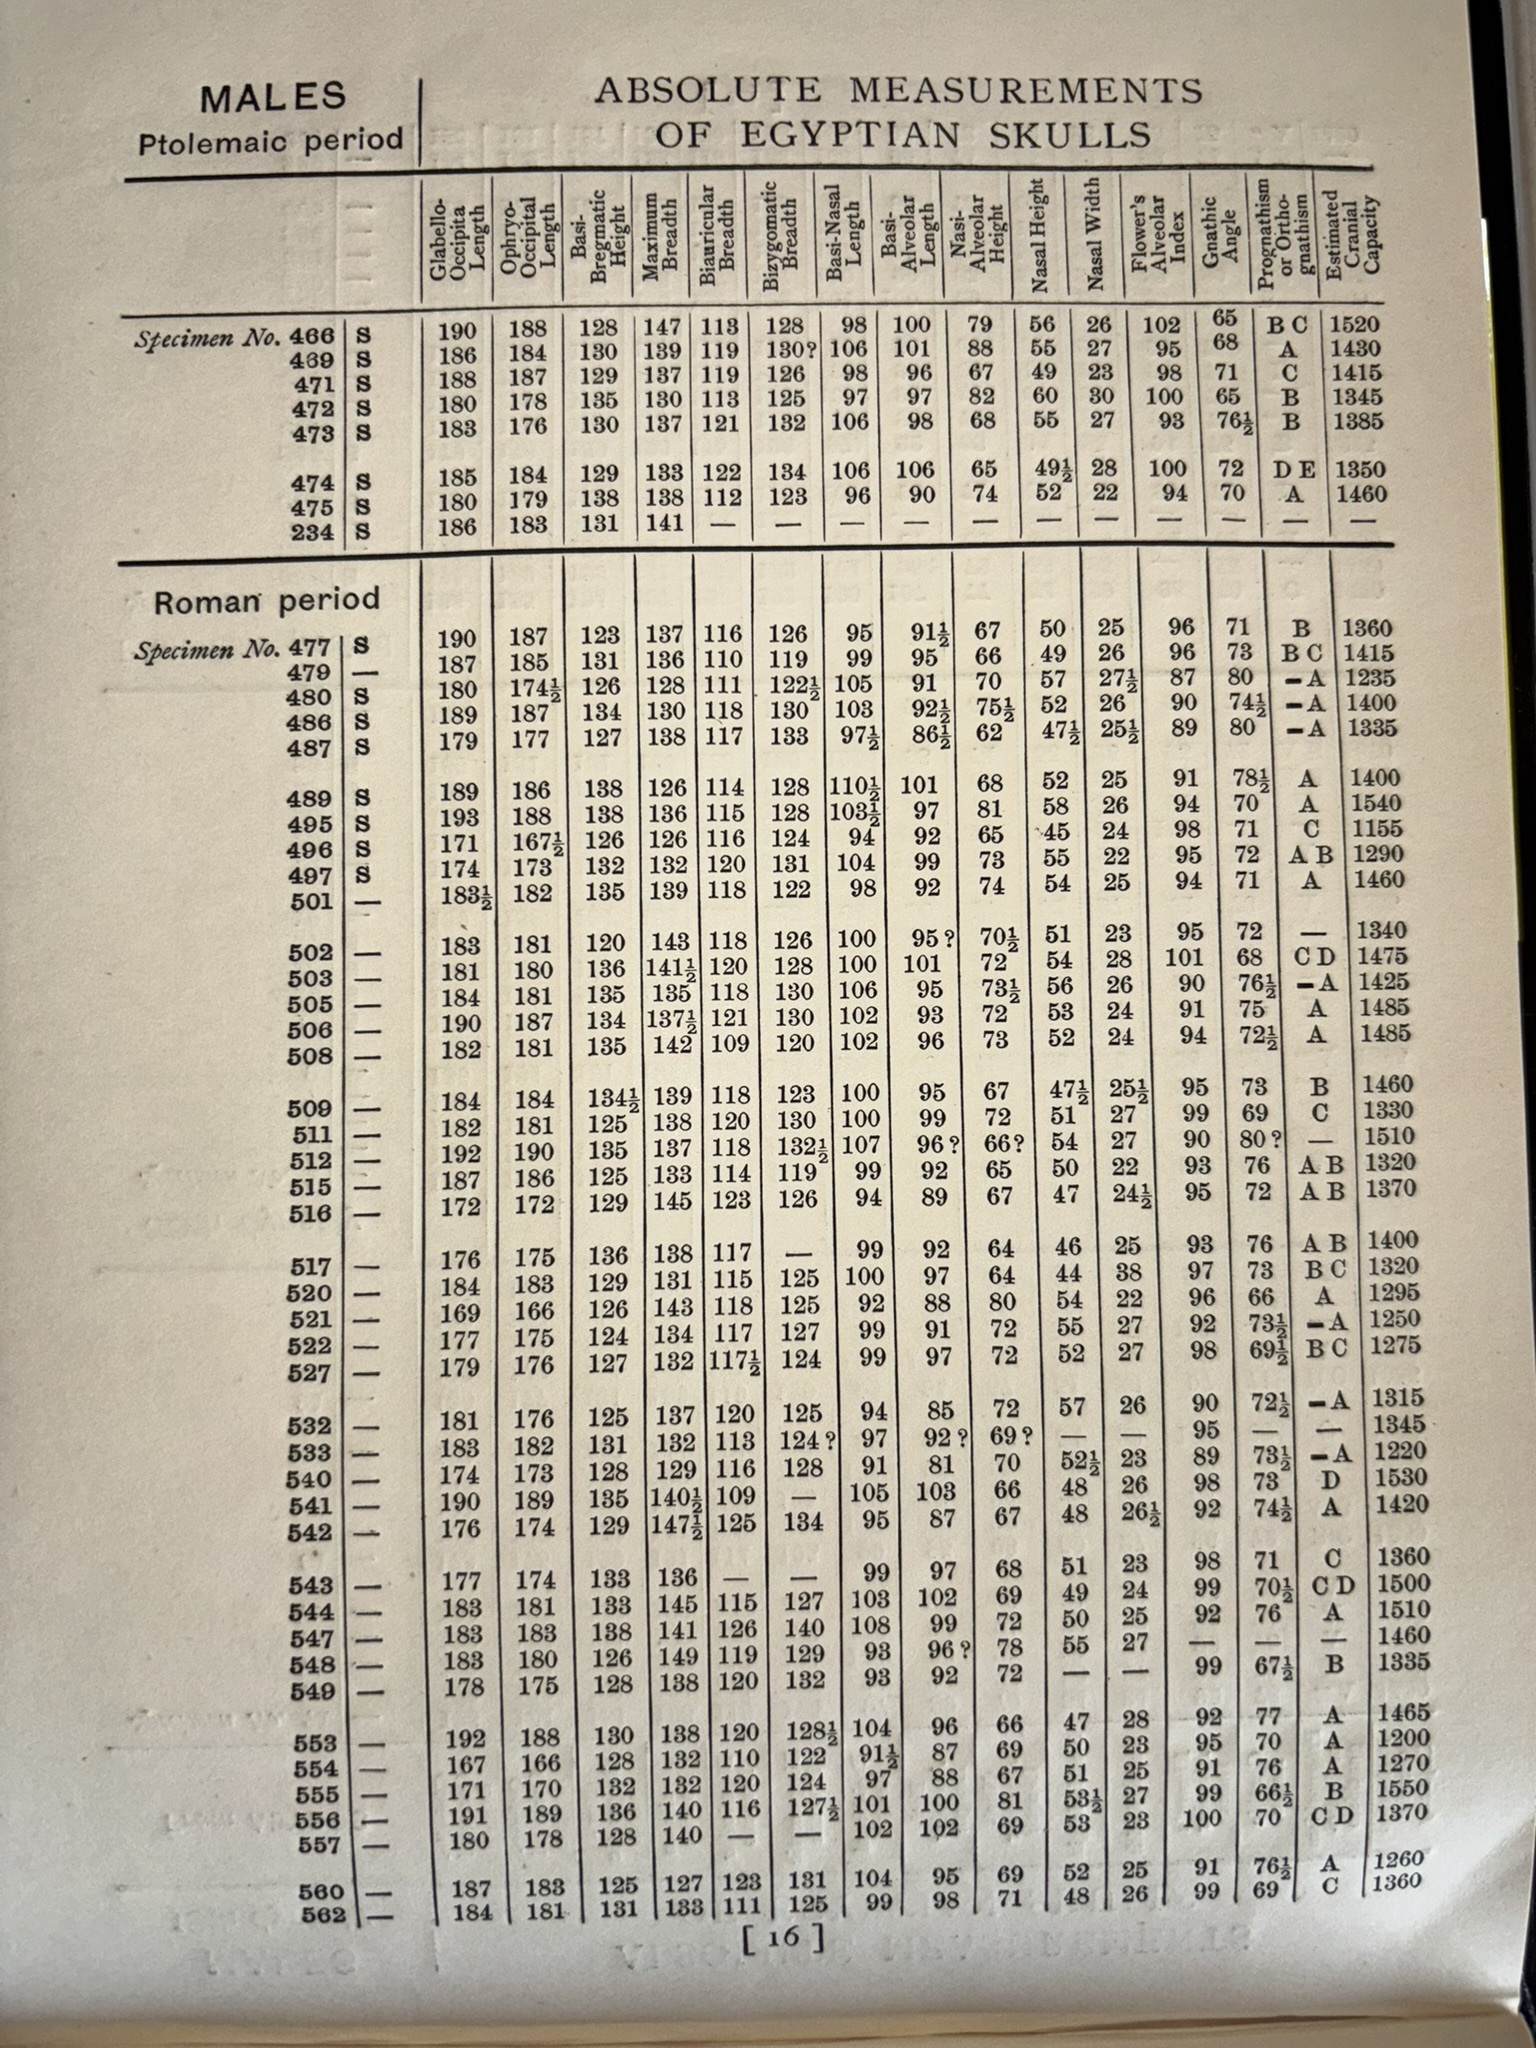 MALES
Ptolemaic period
ABSOLUTE MEASUREMENTS
OF EGYPTIAN SKULLS
Glabello-Occipita Length | Ophryo-Occipital Length | Basi-Bregmatic Height | Maximum Breadth | Biauricular Breadth | Bizygomatic Breadth | Basi-Nasal Length | Basi-Alveolar Length | Nasi-Alveolar Height | Nasal Height | Nasal Width | Flower's Alveolar Index | Gnathic Angle | Prognathism or Ortho-gnathism | Estimated Cranial Capacity
Specimen No. 466 S 190 188 128 147 113 128 98 100 79 56 26 102 65 B C 1520
469 S 186 184 130 139 119 130? 106 101 88 55 27 95 68 A 1430
471 S 188 187 129 137 119 126 98 96 67 49 23 98 71 C 1415
472 S 180 178 135 130 113 125 97 97 82 60 30 100 65 B 1345
473 S 183 176 130 137 121 132 106 98 68 55 27 93 76½ B 1385
474 S 185 184 129 133 122 134 106 106 65 49½ 28 100 72 D E 1350
475 S 180 179 138 138 112 123 96 90 74 52 22 94 70 A 1460
234 S 186 183 131 141 — — — — — — — — — — —
Roman period
Specimen No. 477 S 190 187 123 137 116 126 95 91½ 67 50 25 96 71 B 1360
479 — 187 185 131 136 110 119 99 95 66 49 26 96 73 B C 1415
480 S 180 174½ 126 128 111 122½ 105 91 70 57 27½ 87 80 –A 1235
486 S 189 187 134 130 118 130 103 92½ 75½ 52 26 90 74½ –A 1400
487 S 179 177 127 138 117 133 97½ 86½ 62 47½ 25½ 89 80 –A 1335
489 S 189 186 138 126 114 128 110½ 101 68 52 25 91 78½ A 1400
495 S 193 188 138 136 115 128 103½ 97 81 58 26 94 70 A 1540
496 S 171 167½ 126 126 116 124 94 92 65 45 24 98 71 C 1155
497 S 174 173 132 132 120 131 104 99 73 55 22 95 72 A B 1290
501 — 183½ 182 135 139 118 122 98 92 74 54 25 94 71 A 1460
502 — 183 181 120 143 118 126 100 95? 70½ 51 23 95 72 — 1340
503 — 181 180 136 141½ 120 128 100 101 72 54 28 101 68 C D 1475
505 — 184 181 135 135 118 130 106 95 73½ 56 26 90 76½ –A 1425
506 — 190 187 134 137½ 121 130 102 93 72 53 24 91 75 A 1485
508 — 182 181 135 142 109 120 102 96 73 52 24 94 72½ A 1485
509 — 184 184 134½ 139 118 123 100 95 67 47½ 25½ 95 73 B 1460
511 — 182 181 125 138 120 130 100 99 72 51 27 99 69 C 1330
512 — 192 190 135 137 118 132½ 107 96? 66? 54 27 90 80? — 1510
515 — 187 186 125 133 114 119 99 92 65 50 22 93 76 A B 1320
516 — 172 172 129 145 123 126 94 89 67 47 24½ 95 72 A B 1370
517 — 176 175 136 138 117 — 99 92 64 46 25 93 76 A B 1400
520 — 184 183 129 131 115 125 100 97 64 44 38 97 73 B C 1320
521 — 169 166 126 143 118 125 92 88 80 54 22 96 66 A 1295
522 — 177 175 124 134 117 127 99 91 72 55 27 92 73½ –A 1250
527 — 179 176 127 132 117½ 124 99 97 72 52 27 98 69½ B C 1275
532 — 181 176 125 137 120 125 94 85 72 57 26 90 72½ –A 1315
533 — 183 182 131 132 113 124? 97 92? 69? — — 95 — — 1345
540 — 174 173 128 129 116 128 91 81 70 52½ 23 89 73½ –A 1220
541 — 190 189 135 140½ 109 — 105 103 66 48 26 98 73 D 1530
542 — 176 174 129 147½ 125 134 95 87 67 48 26½ 92 74½ A 1420
543 — 177 174 133 136 — — 99 97 68 51 23 98 71 C 1360
544 — 183 181 133 145 115 127 103 102 69 49 24 99 70½ C D 1500
547 — 183 183 138 141 126 140 108 99 72 50 25 92 76 A 1510
548 — 183 180 126 149 119 129 93 96? 78 55 27 — — — 1460
549 — 178 175 128 138 120 132 93 92 72 — — 99 67½ B 1335
553 — 192 188 130 138 120 128½ 104 96 66 47 28 92 77 A 1465
554 — 167 166 128 132 110 122 91½ 87 69 50 23 95 70 A 1200
555 — 171 170 132 132 120 124 97 88 67 51 25 91 76 A 1270
556 — 191 189 136 140 116 127½ 101 100 81 53½ 27 99 66½ B 1550
557 — 180 178 128 140 — — 102 102 69 53 23 100 70 C D 1370
560 — 187 183 125 127 123 131 104 95 69 52 25 91 76½ A 1260
562 — 184 181 131 133 111 125 99 98 71 48 26 99 69 C 1360
[ 16 ]